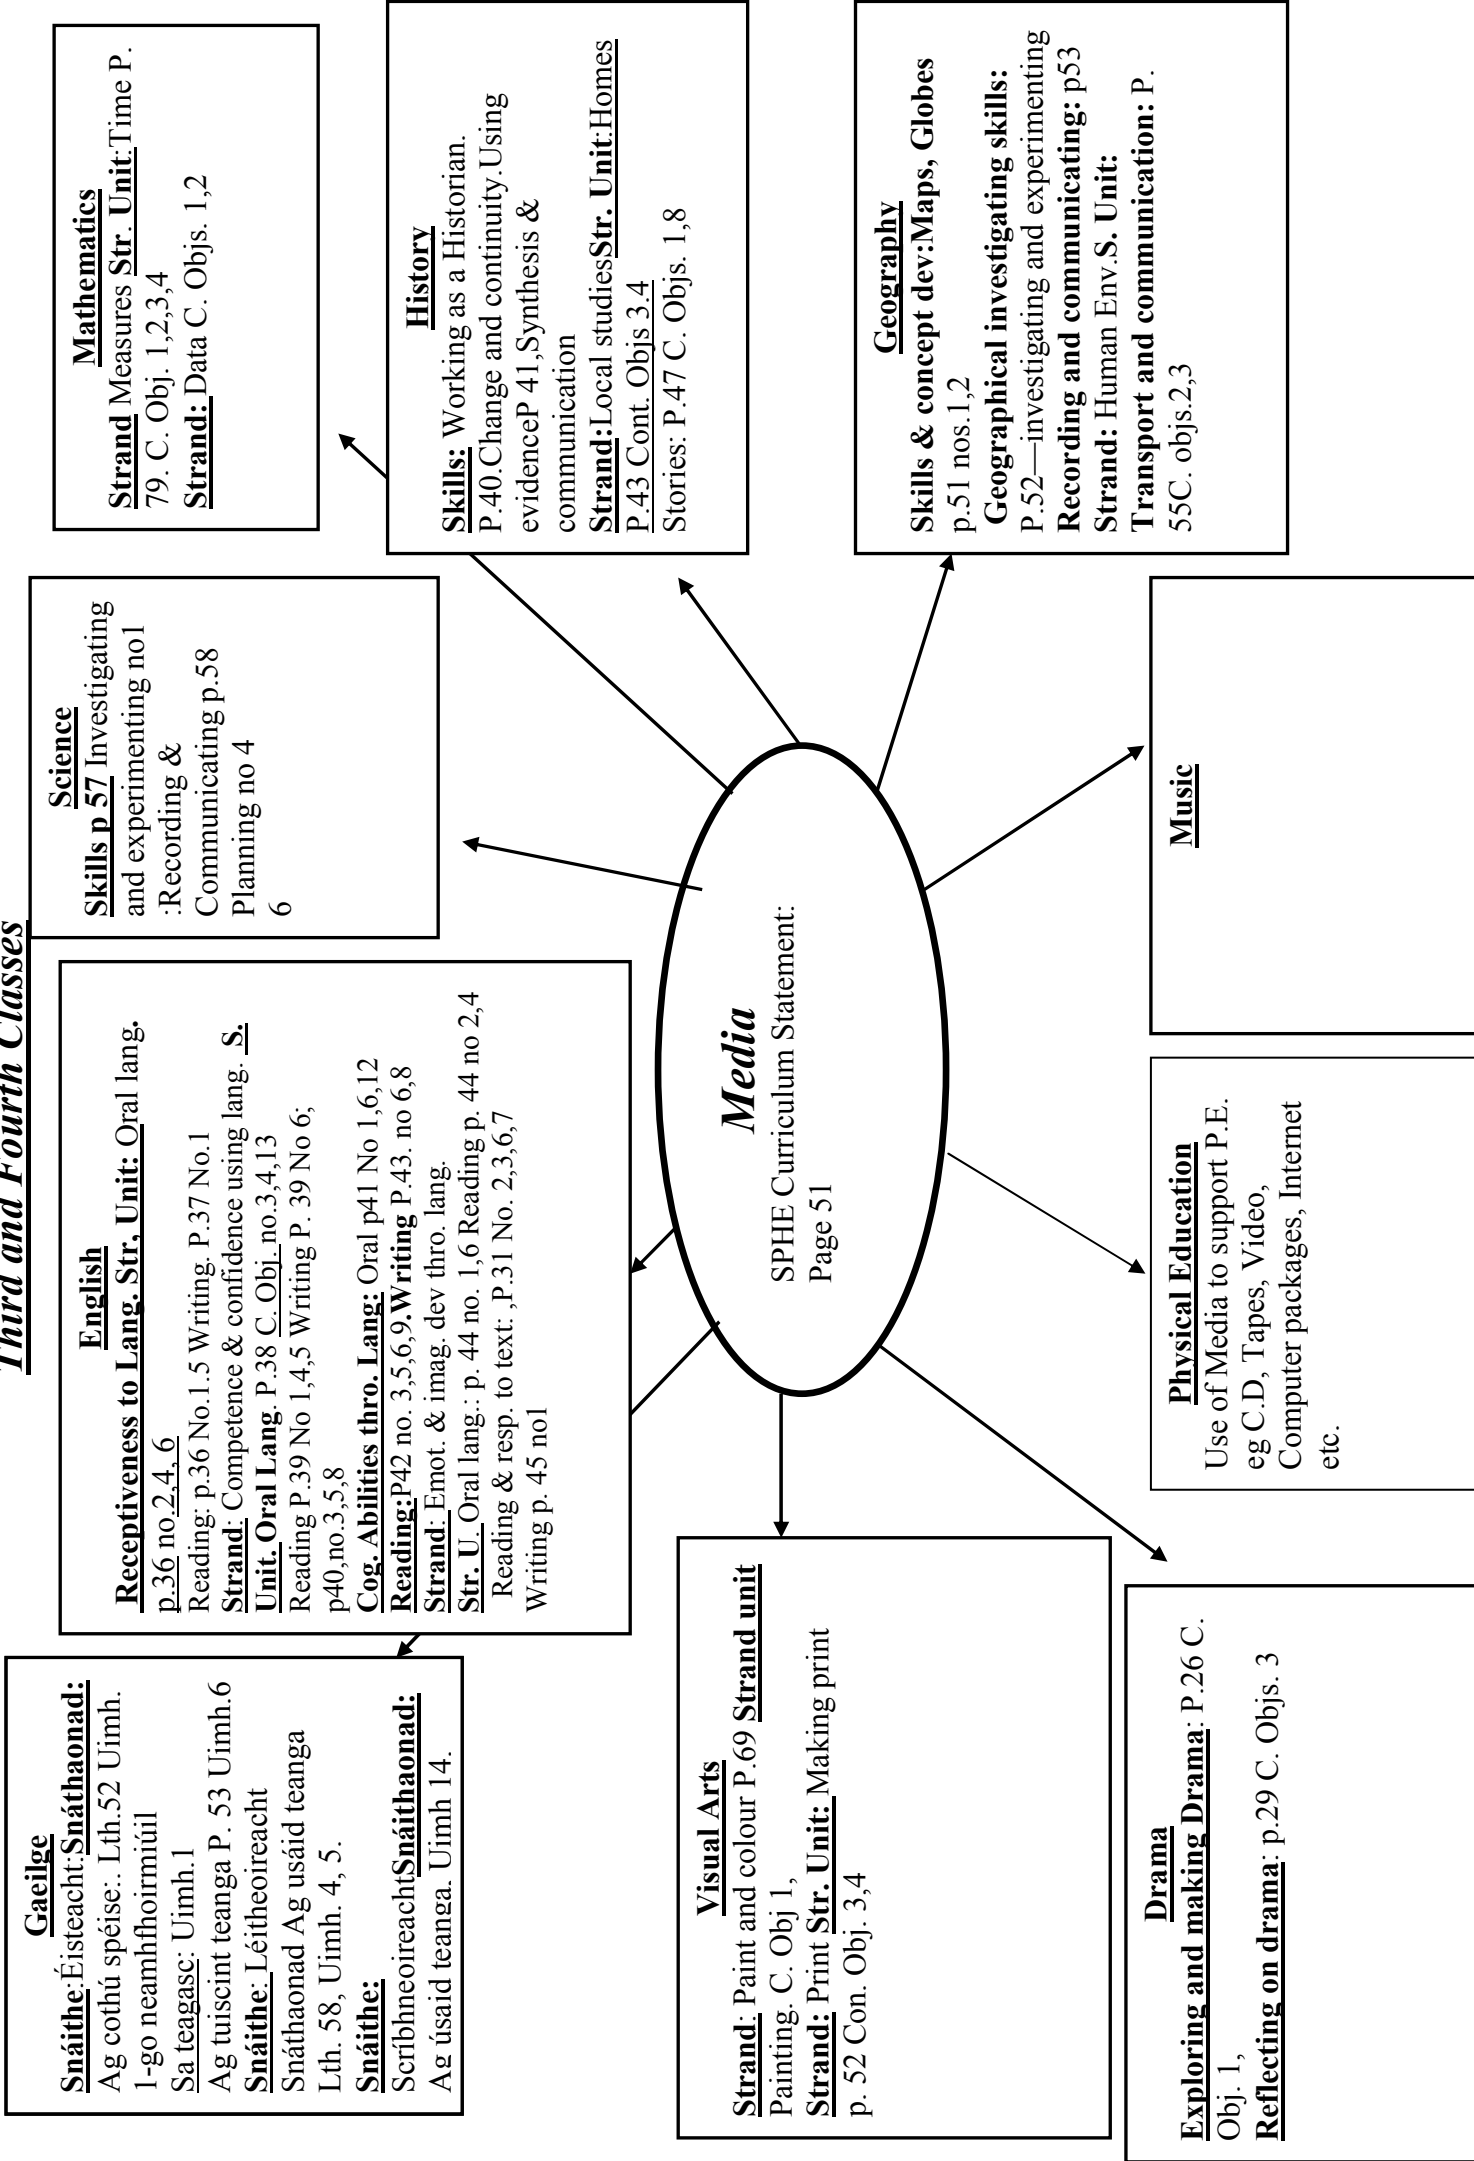 Third and Fourth Classes
Gaeilge
Snáithe:Éisteacht:Snáthaonad:
Ag cothú spéise:. Lth.52 Uimh.
1-go neamhfhoirmiúil
Sa teagasc: Uimh.1
Ag tuiscint teanga P. 53 Uimh.6
Snáithe: Léitheoireacht
Snáthaonad Ag usáid teanga
Lth. 58, Uimh. 4, 5.
Snáithe:
ScríbhneoireachtSnáithaonad:
Ag úsaid teanga. Uimh 14.
English
Receptiveness to Lang. Str, Unit: Oral lang.
p.36 no.2,4, 6
Reading: p.36 No.1.5 Writing. P.37 No.1
Strand: Competence & confidence using lang. S.
Unit. Oral Lang. P.38 C. Obj. no.3,4,13
Reading P.39 No 1,4,5 Writing P. 39 No 6;
p40,no.3,5,8
Cog. Abilities thro. Lang: Oral p41 No 1,6,12
Reading:P42 no. 3,5,6,9.Writing P.43. no 6,8
Strand: Emot. & imag. dev thro. lang.
Str. U. Oral lang.: p. 44 no. 1,6 Reading p. 44 no 2,4
Reading & resp. to text: ,P.31 No. 2,3,6,7
Writing p. 45 no1
Science
Skills p 57 Investigating
and experimenting no1
:Recording &
Communicating p.58
Planning no 4
6
Mathematics
Strand Measures Str. Unit:Time P.
79. C. Obj. 1,2,3,4
Strand: Data C. Objs. 1,2
History
Skills: Working as a Historian.
P.40.Change and continuity.Using
evidenceP 41,Synthesis &
communication
Strand:Local studiesStr. Unit:Homes
P.43 Cont. Objs 3.4
Stories: P.47 C. Objs. 1,8
Media
SPHE Curriculum Statement:
Page 51
Visual Arts
Strand: Paint and colour P.69 Strand unit
Painting. C. Obj 1,
Strand: Print Str. Unit: Making print
p. 52 Con. Obj. 3,4
Geography
Skills & concept dev:Maps, Globes
p.51 nos.1,2
Geographical investigating skills:
P.52—investigating and experimenting
Recording and communicating: p53
Strand: Human Env.S. Unit:
Transport and communication: P.
55C. objs.2,3
Drama
Exploring and making Drama: P.26 C.
Obj. 1,
Reflecting on drama: p.29 C. Objs. 3
Physical Education
Use of Media to support P.E.
eg C.D, Tapes, Video,
Computer packages, Internet
etc.
Music